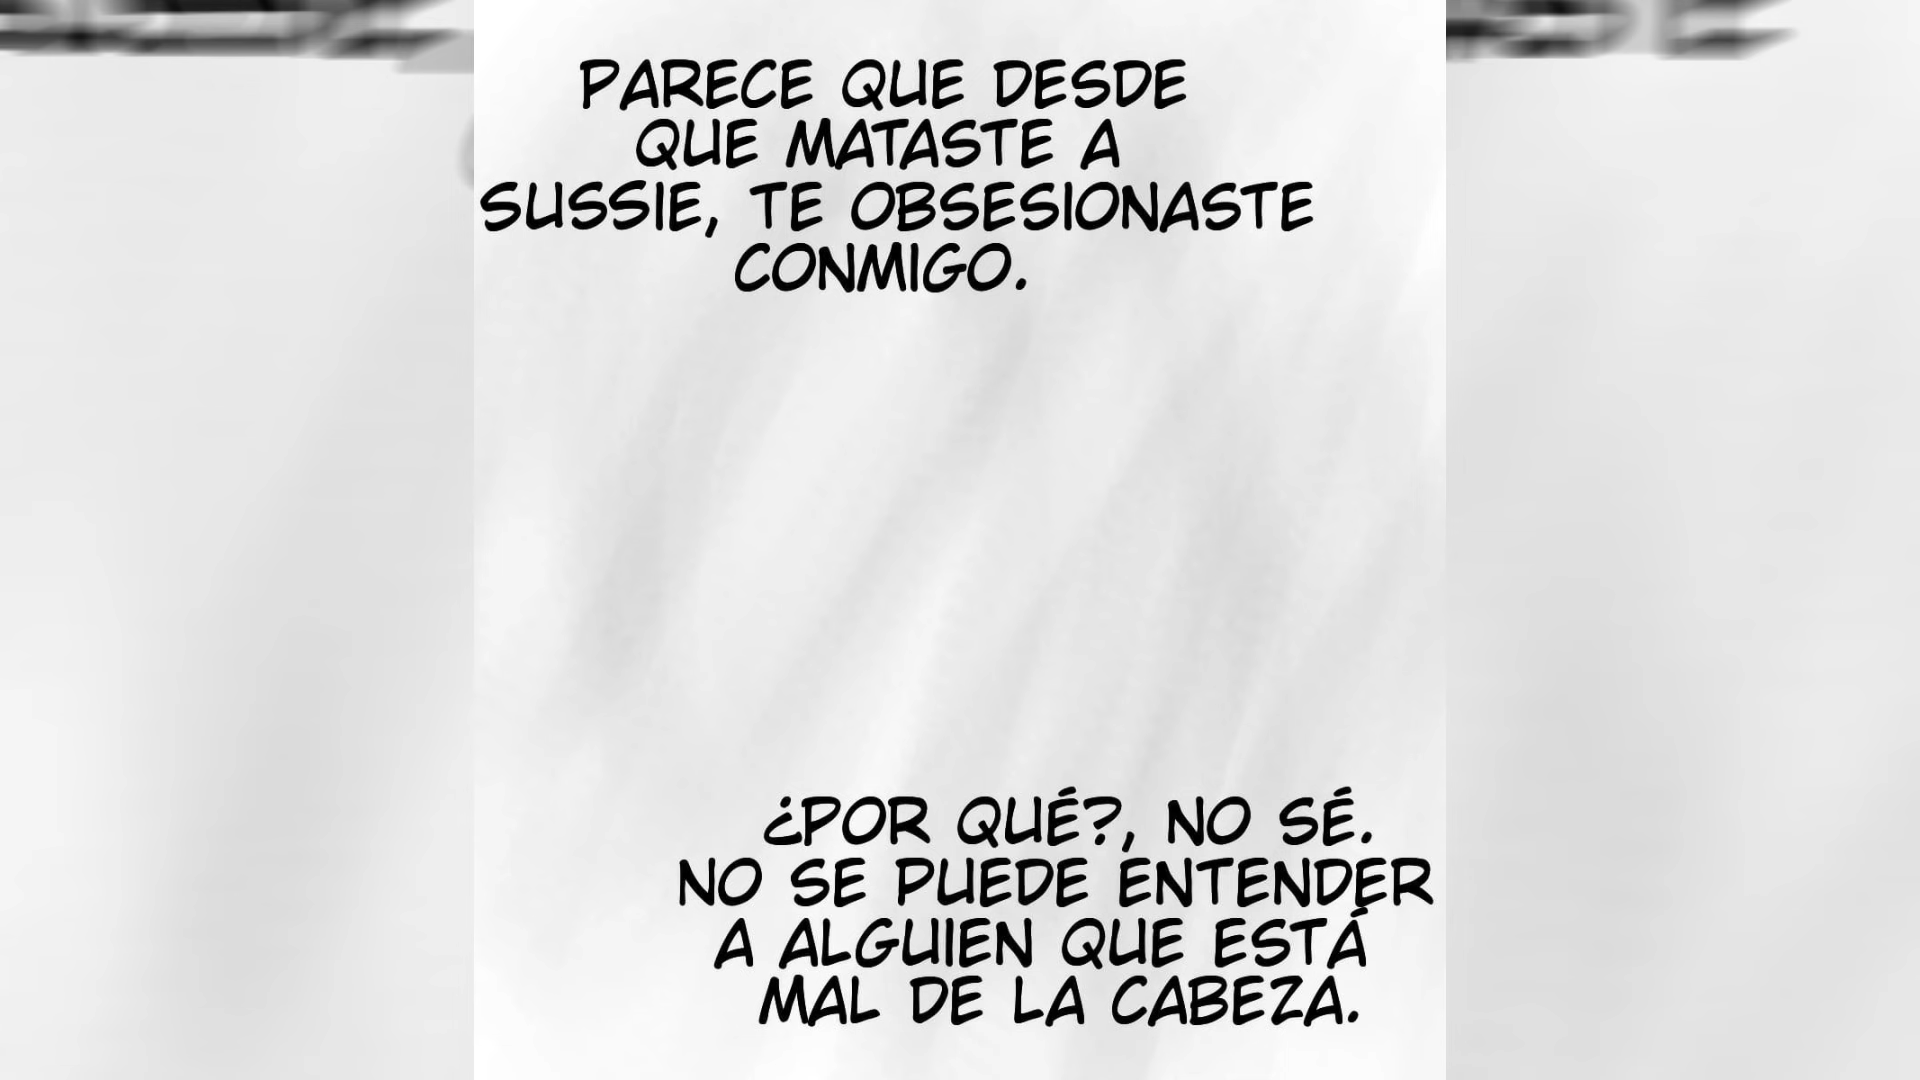 PARECE QUE DESDE
QUE MATASTE A
SUSSIE, TE OBSESIONASTE
CONMIGO.
¿POR QUÉ?, NO SÉ.
NO SE PUEDE ENTENDER
A ALGUIEN QUE ESTÁ
MAL DE LA CABEZA.